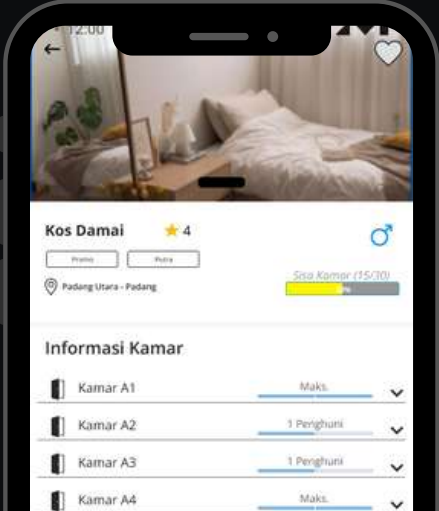 12:00
Kos Damai 4
Promo Putra
Padang Utara - Padang
Sisa Kamar (15/30)
Informasi Kamar
Kamar A1 Maks.
Kamar A2 1 Penghuni
Kamar A3 1 Penghuni
Kamar A4 Maks.